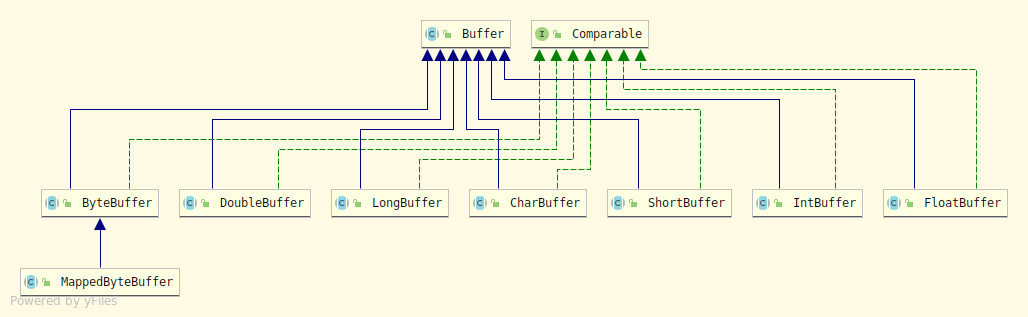 Buffer
Comparable
ByteBuffer
DoubleBuffer
LongBuffer
CharBuffer
ShortBuffer
IntBuffer
FloatBuffer
MappedByteBuffer
Powered by yFiles